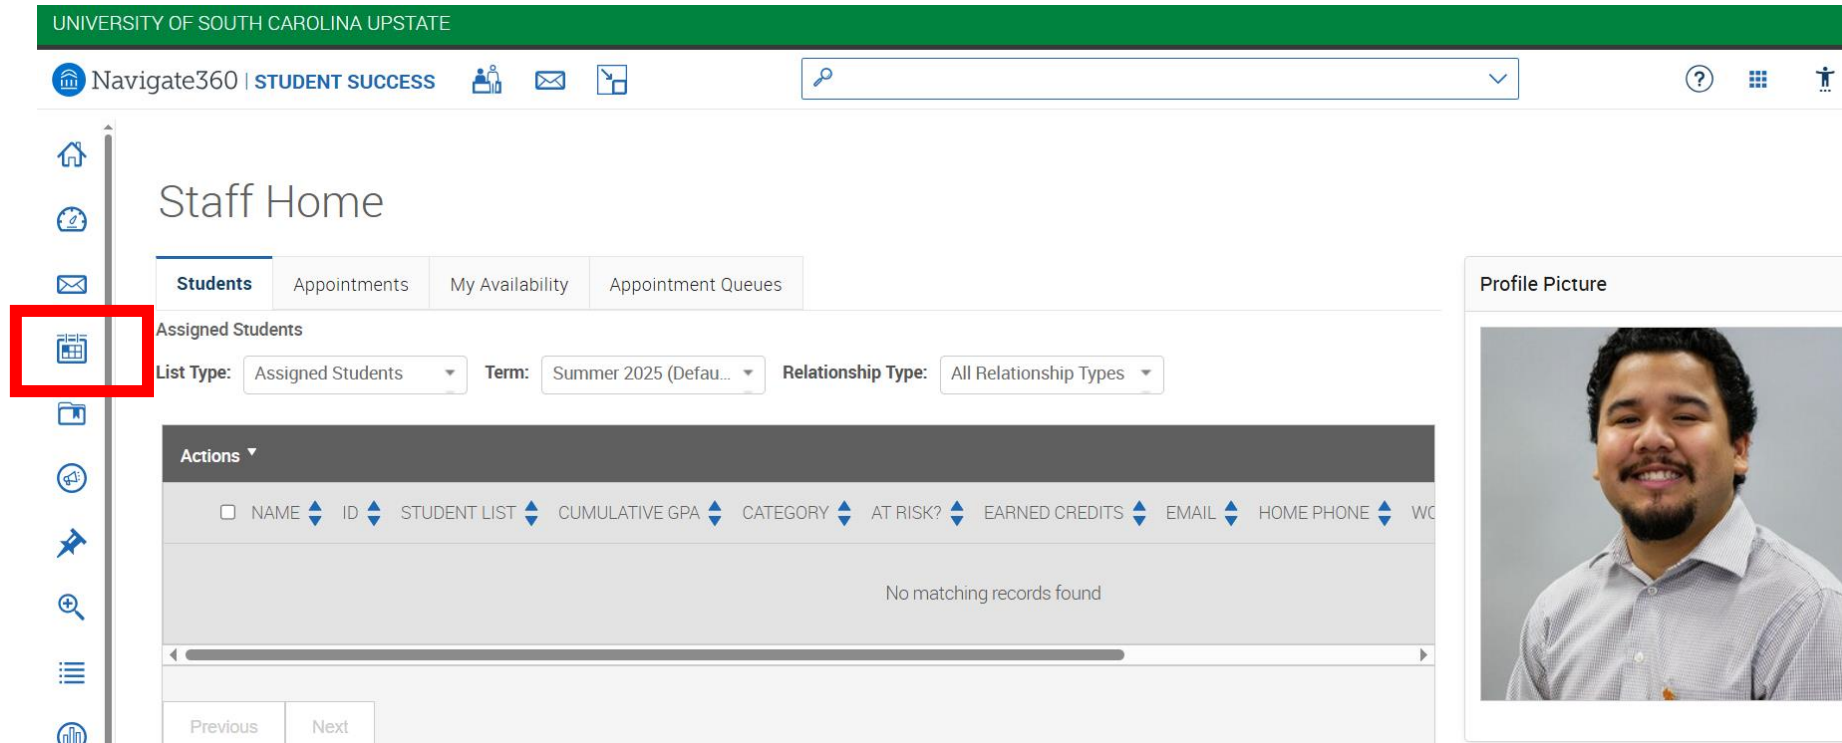 UNIVERSITY OF SOUTH CAROLINA UPSTATE
Navigate360 | STUDENT SUCCESS
Staff Home
Students Appointments My Availability Appointment Queues
Profile Picture
Assigned Students
List Type: Assigned Students Term: Summer 2025 (Defau... Relationship Type: All Relationship Types
Actions
NAME ID STUDENT LIST CUMULATIVE GPA CATEGORY AT RISK? EARNED CREDITS EMAIL HOME PHONE WO
No matching records found
Previous Next